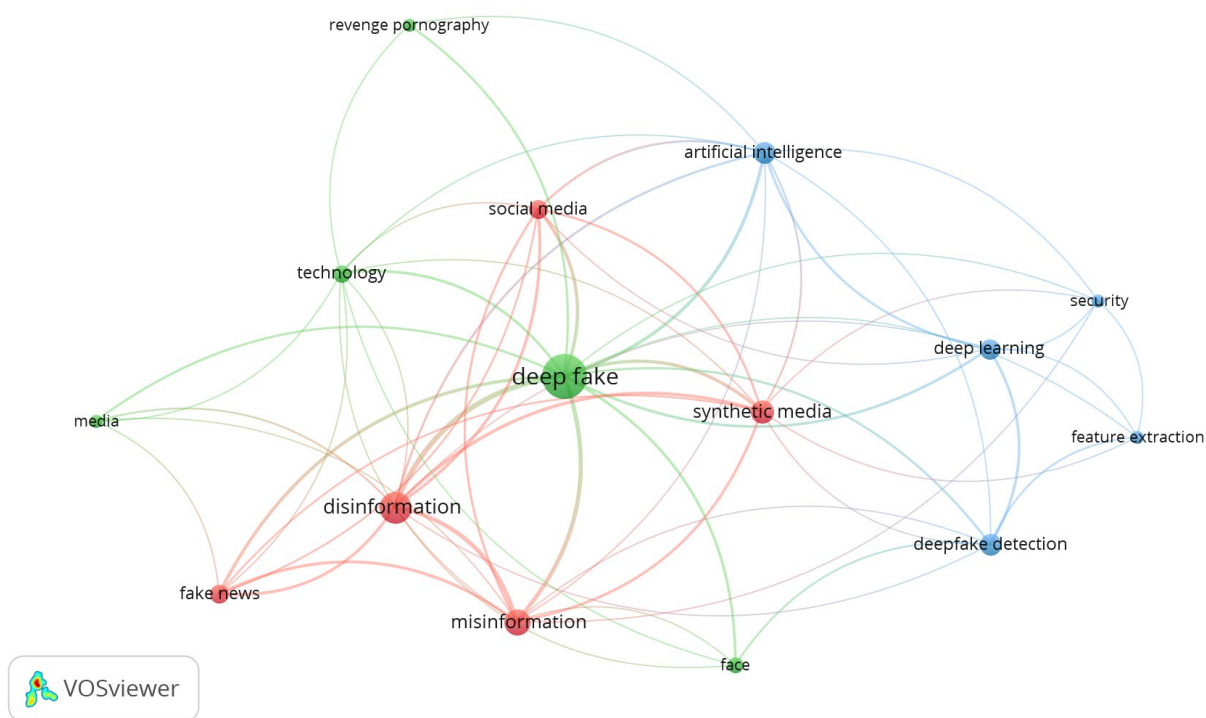 revenge pornography
artificial intelligence
social media
technology
security
deep learning
deep fake
synthetic media
media
feature extraction
disinformation
deepfake detection
fake news
misinformation
face
VOSviewer